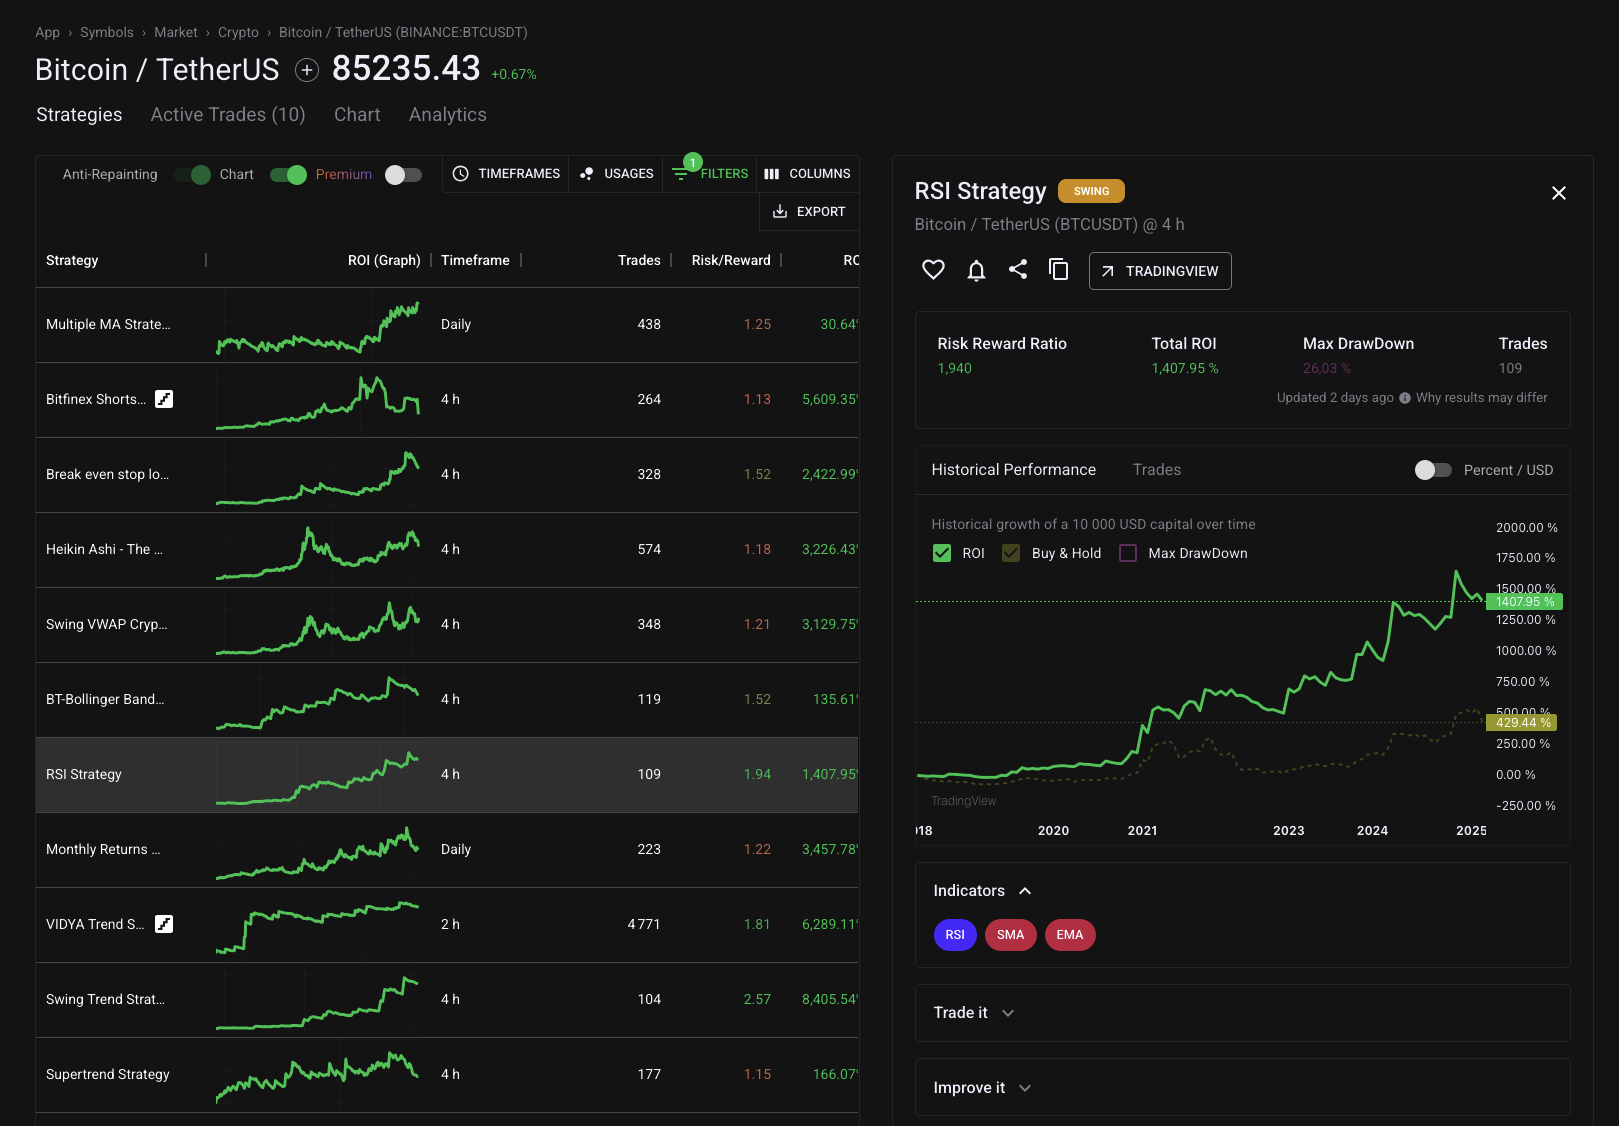 App › Symbols › Market › Crypto › Bitcoin / TetherUS (BINANCE:BTCUSDT)
Bitcoin / TetherUS 85235.43 +0.67%
Strategies Active Trades (10) Chart Analytics
Anti-Repainting Chart Premium TIMEFRAMES USAGES 1 FILTERS COLUMNS
EXPORT
Strategy ROI (Graph) Timeframe Trades Risk/Reward
Multiple MA Strate... Daily 438 1.25 30.64%
Bitfinex Shorts... 4 h 264 1.13 5,609.35%
Break even stop lo... 4 h 328 1.52 2,422.99%
Heikin Ashi - The ... 4 h 574 1.18 3,226.43%
Swing VWAP Cryp... 4 h 348 1.21 3,129.75%
BT-Bollinger Band... 4 h 119 1.52 135.61%
RSI Strategy 4 h 109 1.94 1,407.95%
Monthly Returns ... Daily 223 1.22 3,457.78%
VIDYA Trend S... 2 h 4 771 1.81 6,289.11%
Swing Trend Strat... 4 h 104 2.57 8,405.54%
Supertrend Strategy 4 h 177 1.15 166.07%
RSI Strategy SWING
Bitcoin / TetherUS (BTCUSDT) @ 4 h
TRADINGVIEW
Risk Reward Ratio Total ROI Max DrawDown Trades
1,940 1,407.95 % 26,03 % 109
Updated 2 days ago Why results may differ
Historical Performance Trades Percent / USD
Historical growth of a 10 000 USD capital over time
ROI Buy & Hold Max DrawDown
2000.00 %
1750.00 %
1500.00 %
1407.95 %
1250.00 %
1000.00 %
750.00 %
500.00 %
429.44 %
250.00 %
0.00 %
-250.00 %
TradingView
18 2020 2021 2023 2024 2025
Indicators
RSI SMA EMA
Trade it
Improve it